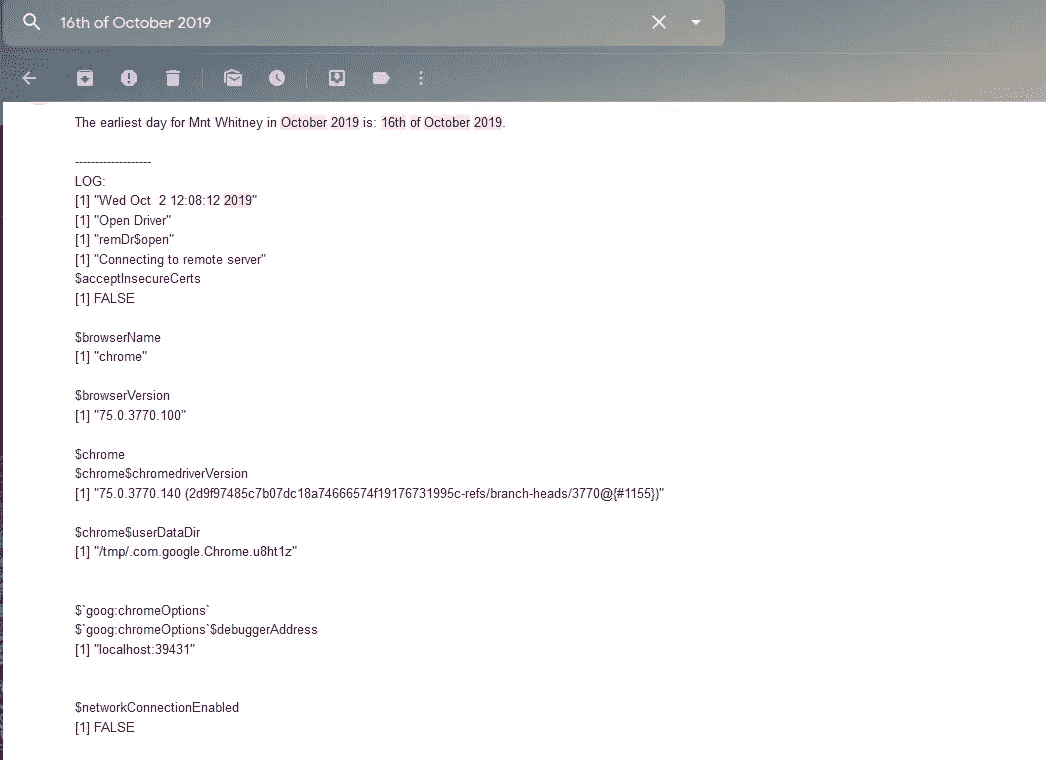 16th of October 2019
The earliest day for Mnt Whitney in October 2019 is: 16th of October 2019.
-------------------
LOG:
[1] "Wed Oct  2 12:08:12 2019"
[1] "Open Driver"
[1] "remDr$open"
[1] "Connecting to remote server"
$acceptInsecureCerts
[1] FALSE
$browserName
[1] "chrome"
$browserVersion
[1] "75.0.3770.100"
$chrome
$chrome$chromedriverVersion
[1] "75.0.3770.140 (2d9f97485c7b07dc18a74666574f19176731995c-refs/branch-heads/3770@{#1155})"
$chrome$userDataDir
[1] "/tmp/.com.google.Chrome.u8ht1z"
$`goog:chromeOptions`
$`goog:chromeOptions`$debuggerAddress
[1] "localhost:39431"
$networkConnectionEnabled
[1] FALSE